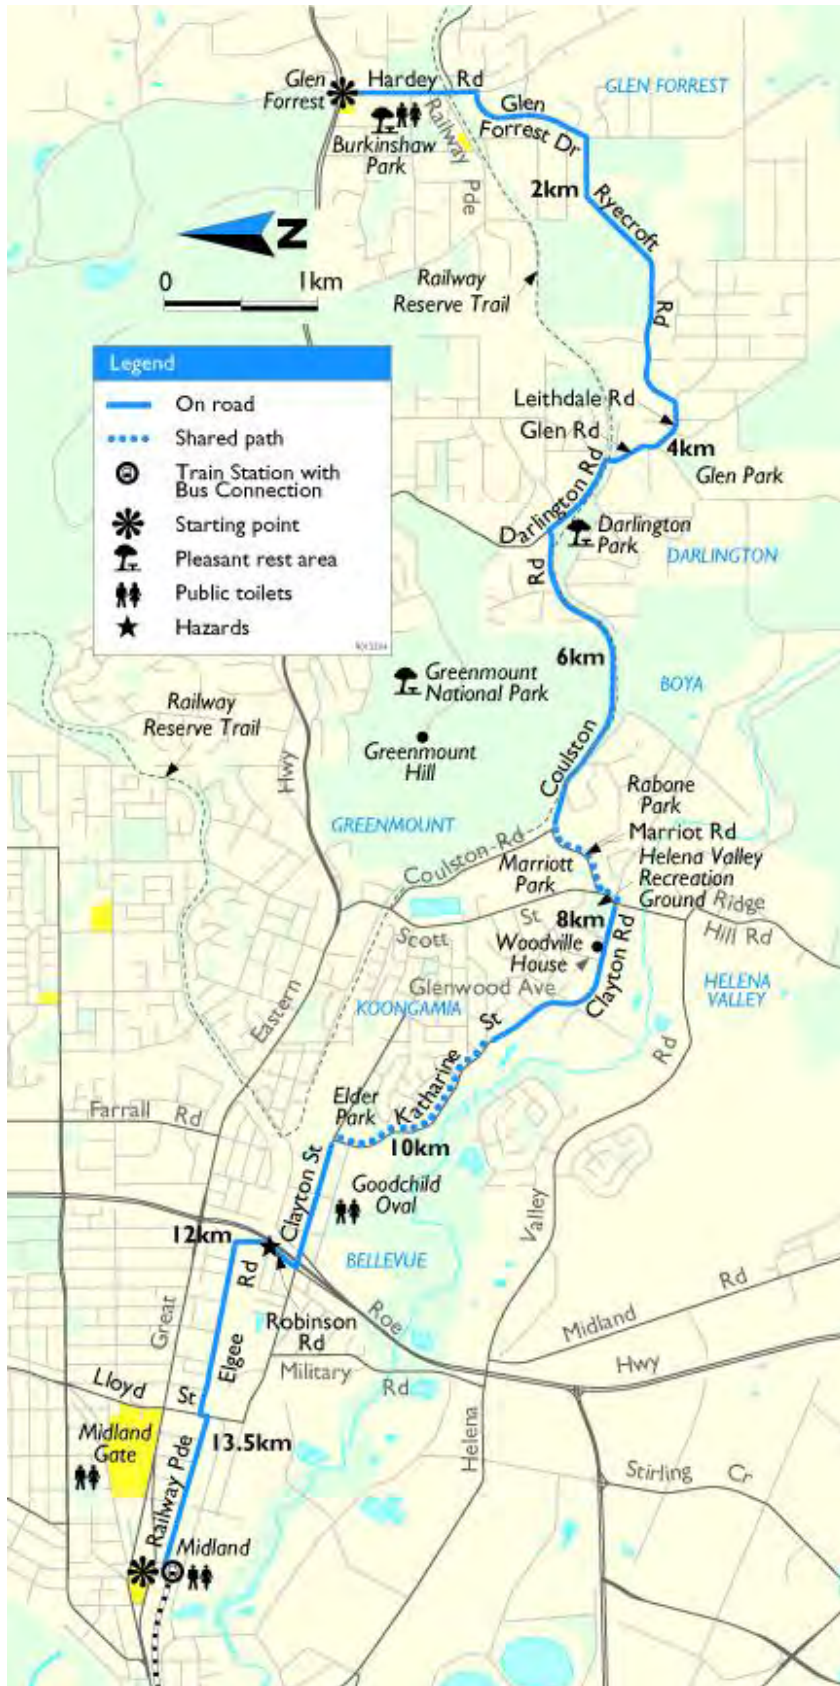 Glen
Forrest
Hardey Rd
Glen
Forrest Dr
GLEN FORREST
Burkinshaw
Park
Railway
Pde
2km
Ryecroft
Rd
N
0 1km
Railway
Reserve Trail
Legend
On road
Shared path
Train Station with
Bus Connection
Starting point
Pleasant rest area
Public toilets
Hazards
Leithdale Rd
Glen Rd
4km
Glen Park
Darlington Rd
Darlington
Park
DARLINGTON
Rd
6km
Greenmount
National Park
BOYA
Railway
Reserve Trail
Hwy
Greenmount
Hill
Coulston
Rabone
Park
GREENMOUNT
Marriot Rd
Coulston Rd
Marriott
Park
Helena Valley
Recreation
Ground
8km
Ridge
Hill Rd
Scott
St
Woodville
House
Clayton Rd
Glenwood Ave
HELENA
VALLEY
KOONGAMIA
Eastern
St
Katharine
Rd
Elder
Park
Farrall Rd
10km
Clayton St
Goodchild
Oval
Valley
12km
BELLEVUE
Rd
Great
Roe
Rd
Robinson
Rd
Midland
Elgee
Military Rd
Hwy
Lloyd St
Midland
Gate
13.5km
Helena
Railway Pde
Stirling Cr
Midland